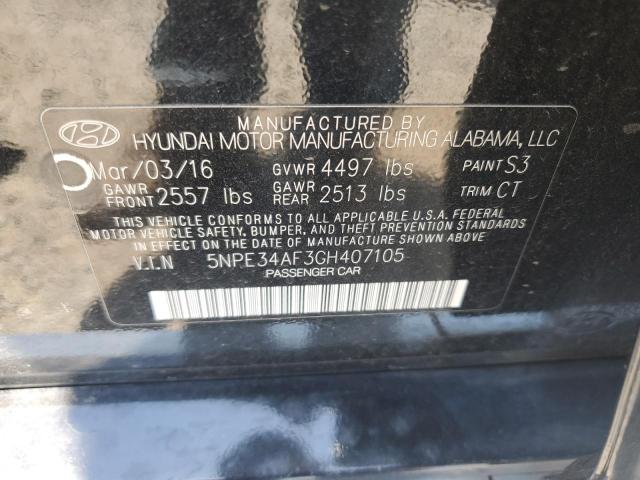 MANUFACTURED BY
HYUNDAI MOTOR MANUFACTURING ALABAMA, LLC
Mar/03/16 GVWR 4497 lbs PAINT S3
GAWR FRONT 2557 lbs GAWR REAR 2513 lbs TRIM CT
THIS VEHICLE CONFORMS TO ALL APPLICABLE U.S.A. FEDERAL
MOTOR VEHICLE SAFETY, BUMPER, AND THEFT PREVENTION STANDARDS
IN EFFECT ON THE DATE OF MANUFACTURE SHOWN ABOVE.
V.I.N 5NPE34AF3GH407105
PASSENGER CAR